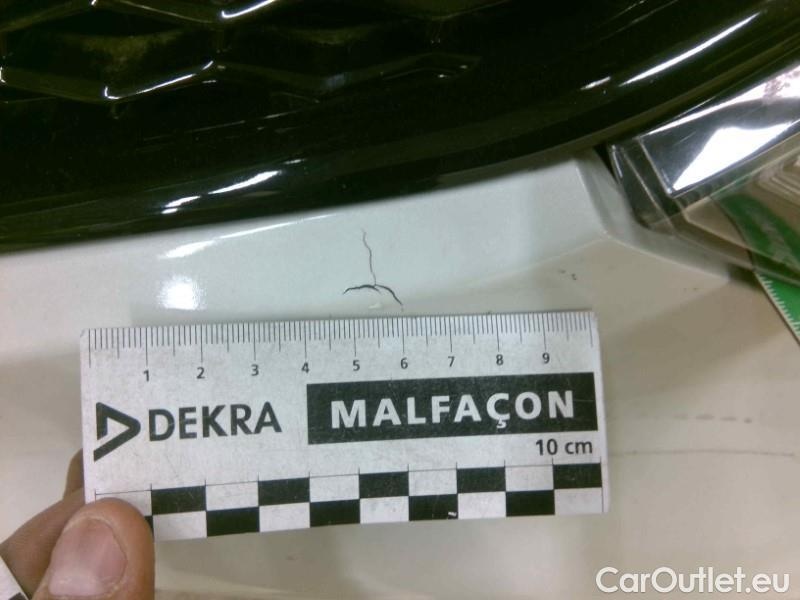 1 2 3 4 5 6 7 8 9
DEKRA MALFAÇON
10 cm
CarOutlet.eu